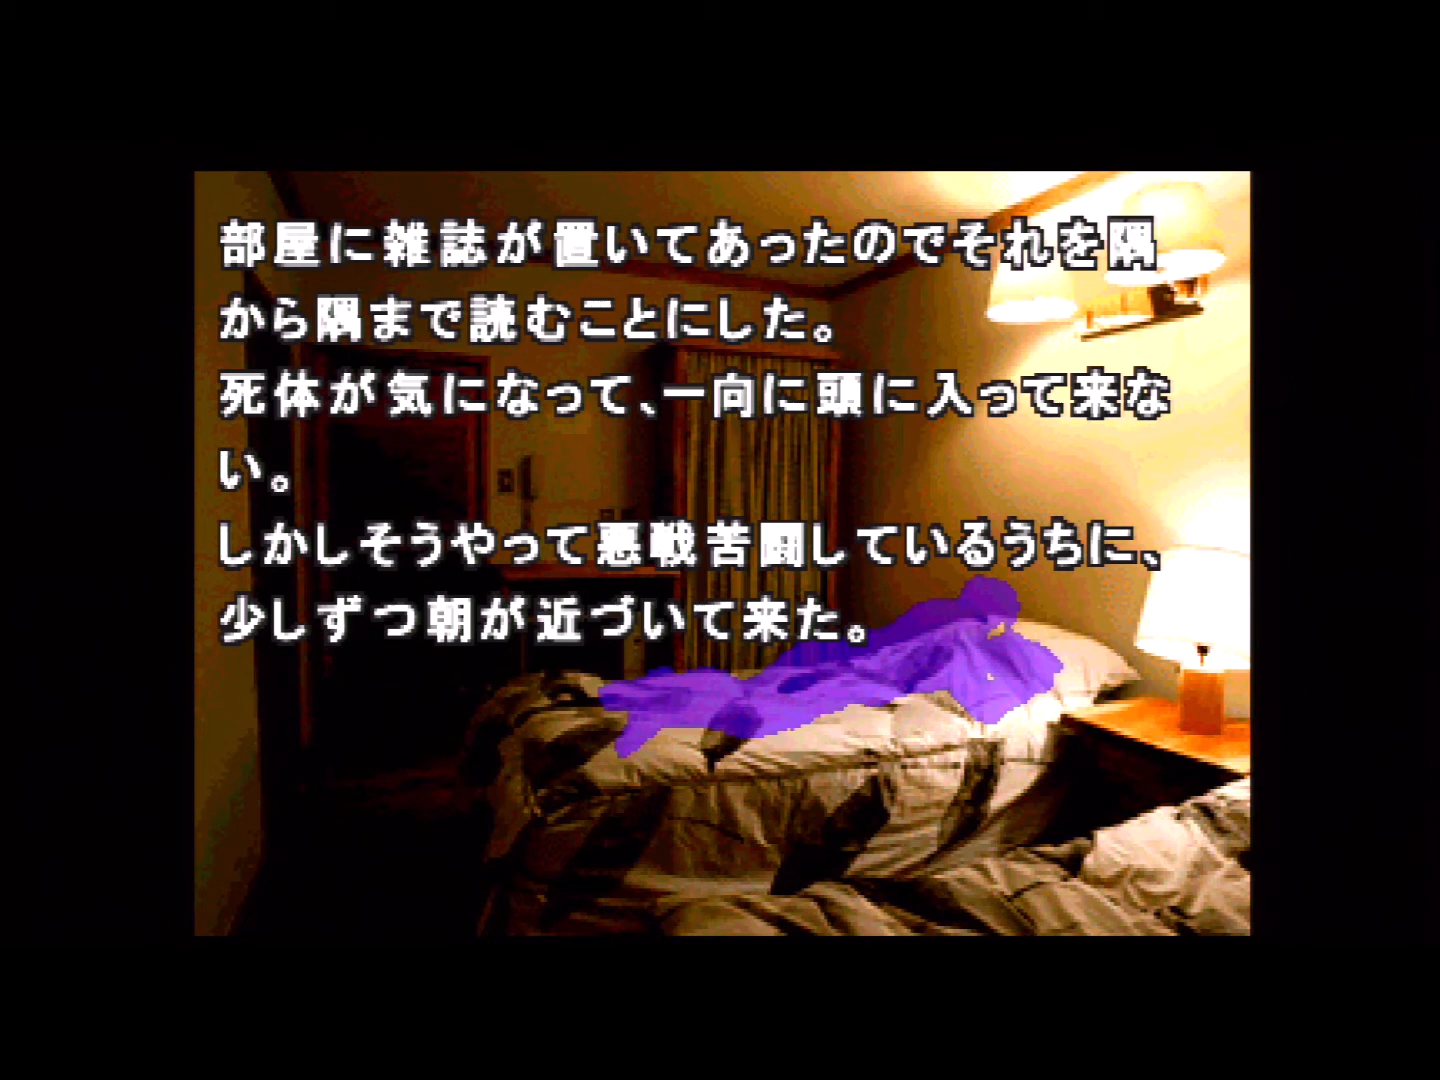 部屋に雑誌が置いてあったのでそれを隅
から隅まで読むことにした。
死体が気になって、一向に頭に入って来な
い。
しかしそうやって悪戦苦闘しているうちに、
少しずつ朝が近づいて来た。